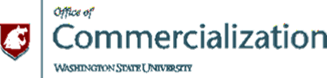 Office of
Commercialization
WASHINGTON STATE UNIVERSITY